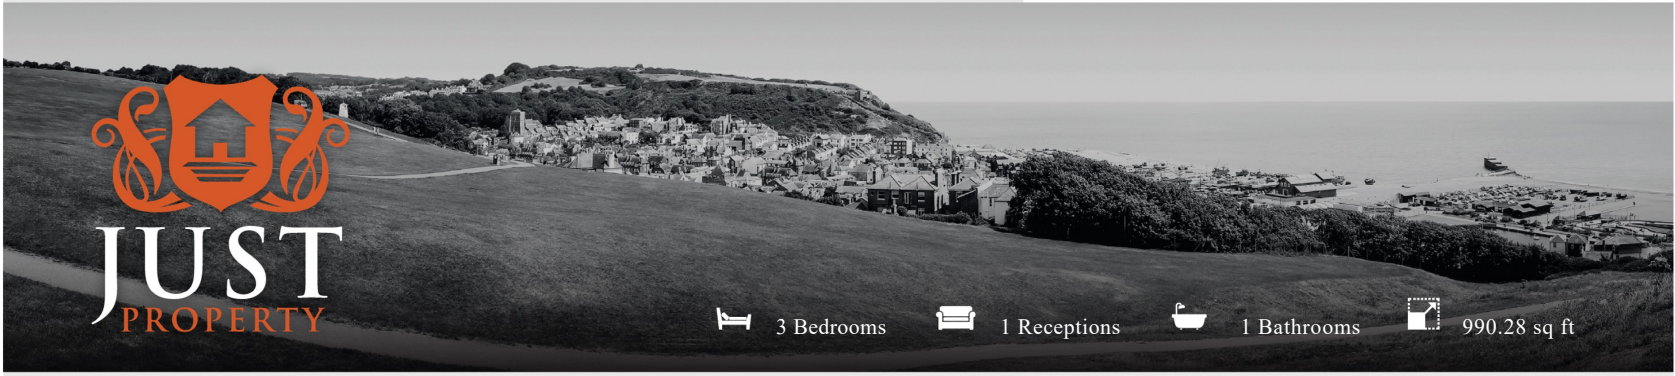 JUST
PROPERTY
3 Bedrooms
1 Receptions
1 Bathrooms
990.28 sq ft